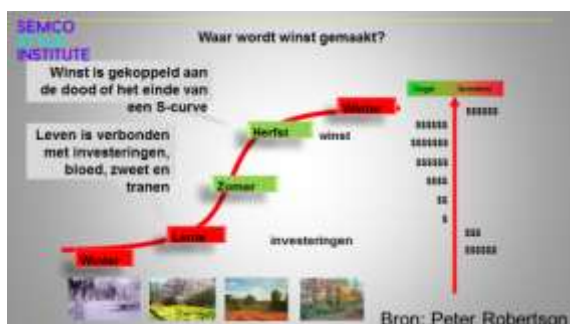 SEMCO
INSTITUTE
Waar wordt winst gemaakt?
Winst is gekoppeld aan
de dood of het einde van
een S-curve
Leven is verbonden
met investeringen,
bloed, zweet en
tranen
Winter
Herfst
winst
Zomer
Lente
investeringen
Winter
$$$$$$
$$$$$$
$$$$$$$
$$$$$$
$$$$
$$
$
$$$
$$$$$$
Bron: Peter Robertson